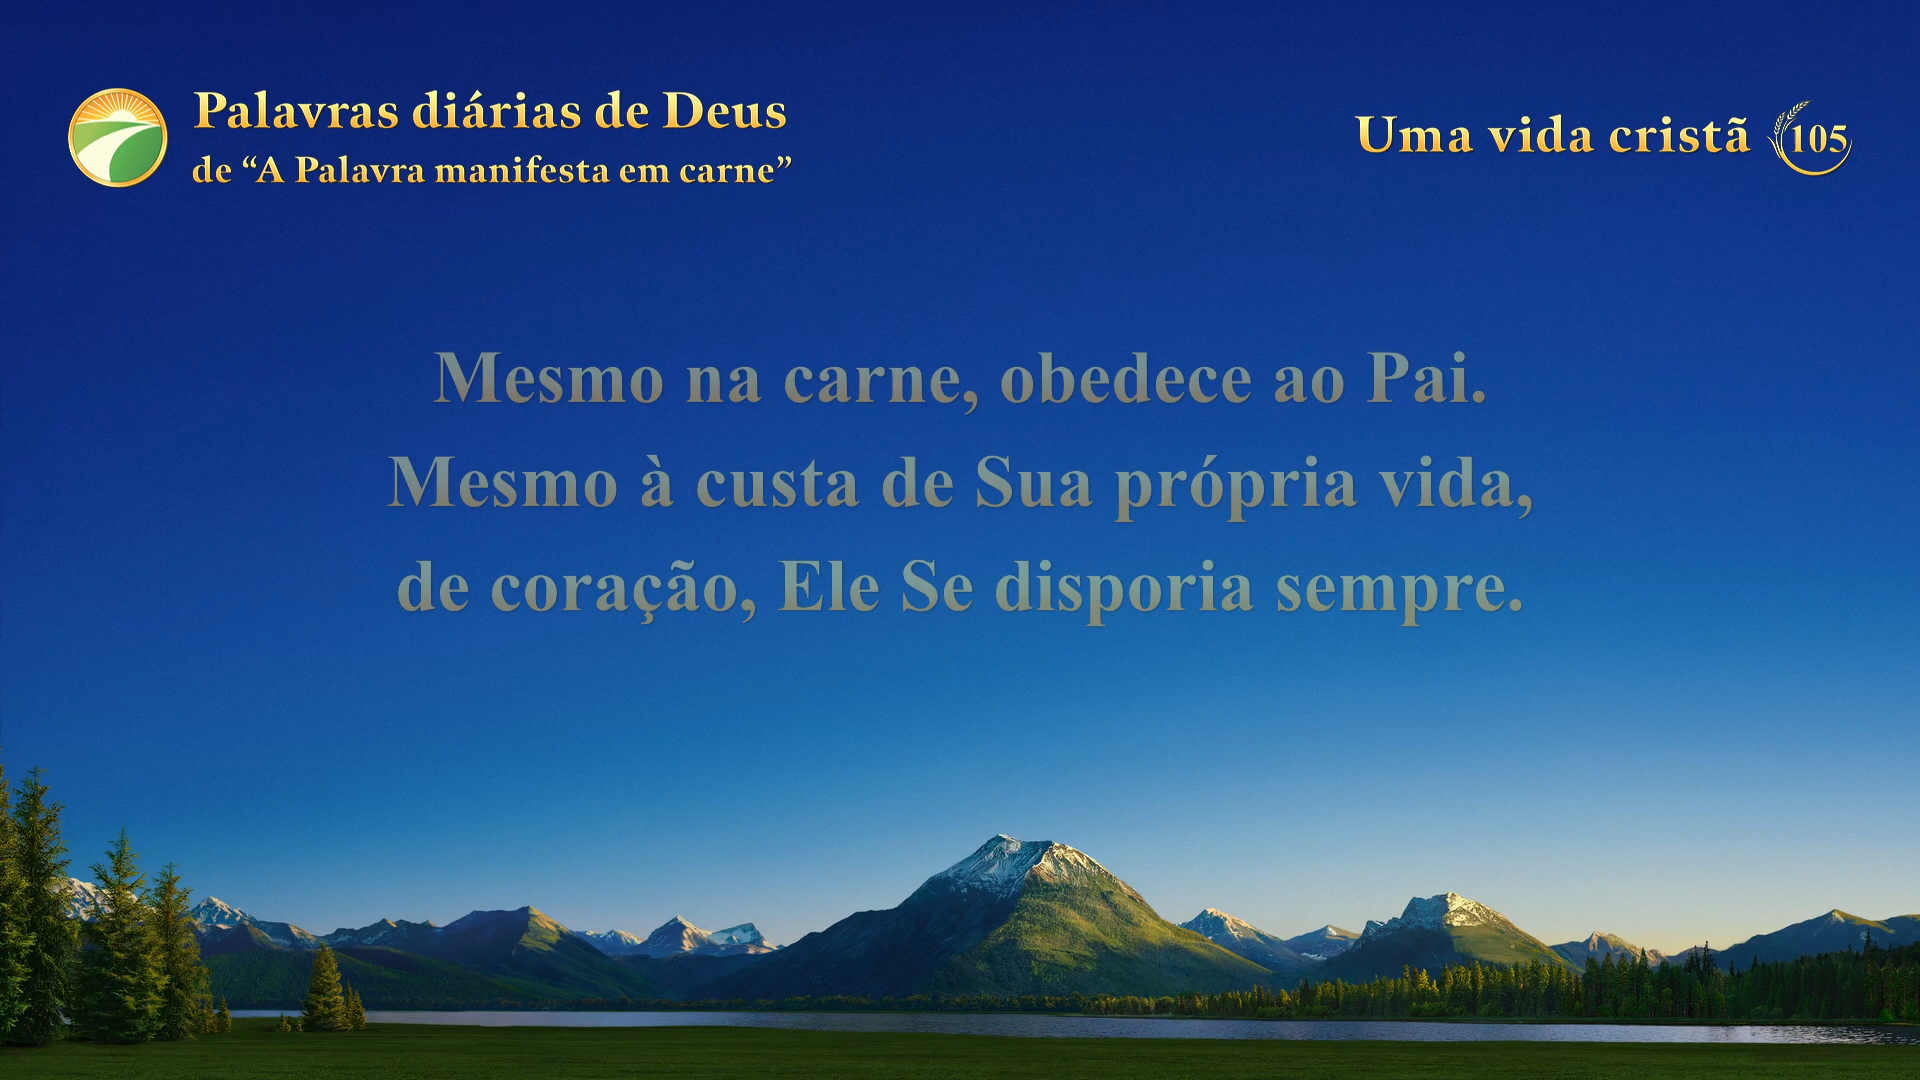 Palavras diárias de Deus
de “A Palavra manifesta em carne”
Uma vida cristã 105
Mesmo na carne, obedece ao Pai.
Mesmo à custa de Sua própria vida,
de coração, Ele Se disporia sempre.